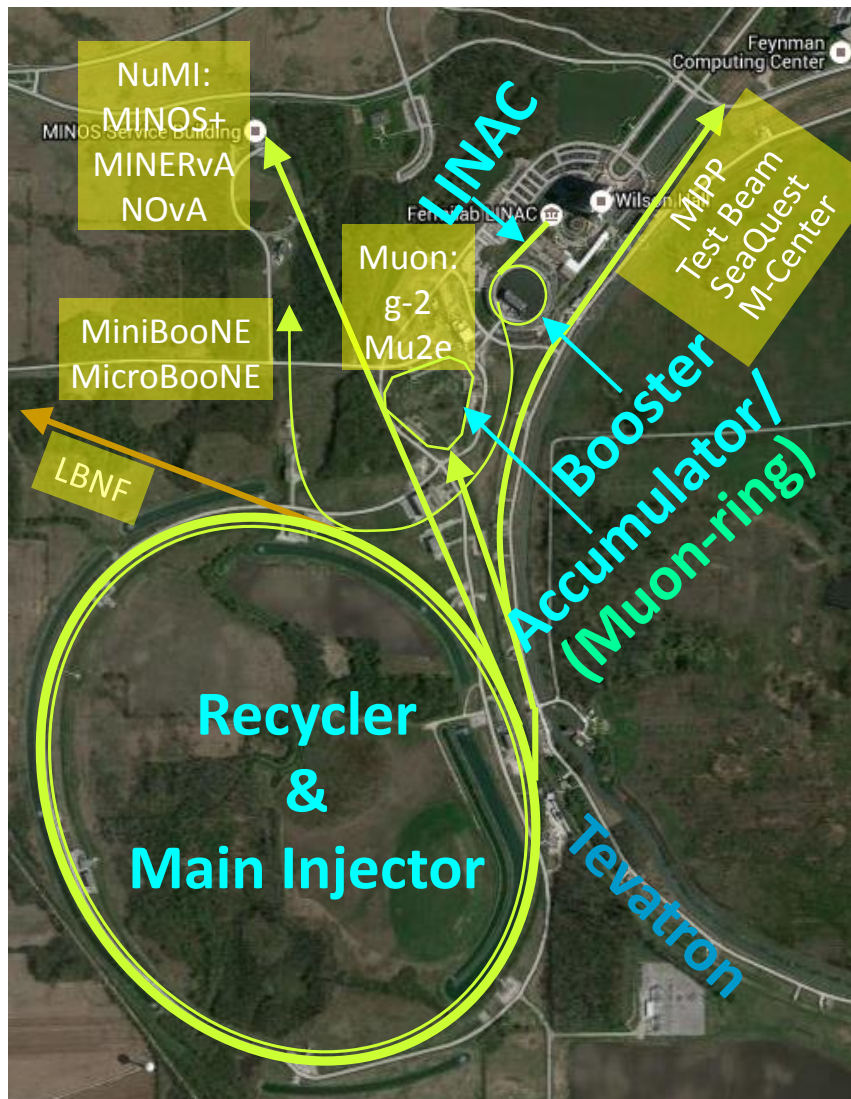 NuMI:
MINOS+
MINERvA
NOvA
MINOS Service Building
Feynman
Computing Center
LINAC
Fermilab LINAC
Wilson Hall
MIPP
Test Beam
SeaQuest
M-Center
Muon:
g-2
Mu2e
MiniBooNE
MicroBooNE
LBNF
Booster
Accumulator/
(Muon-ring)
Recycler
&
Main Injector
Tevatron